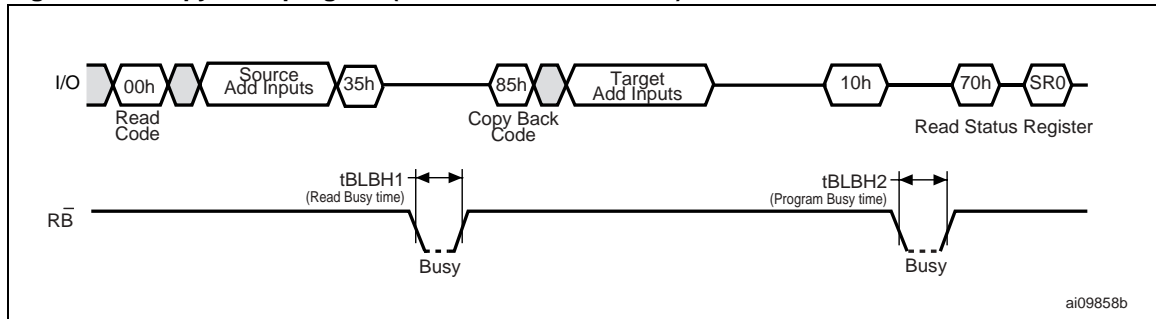 I/O
00h
Source
Add Inputs
35h
85h
Target
Add Inputs
10h
70h
SR0
Read
Code
Copy Back
Code
Read Status Register
tBLBH1
(Read Busy time)
tBLBH2
(Program Busy time)
RB̅
Busy
Busy
ai09858b